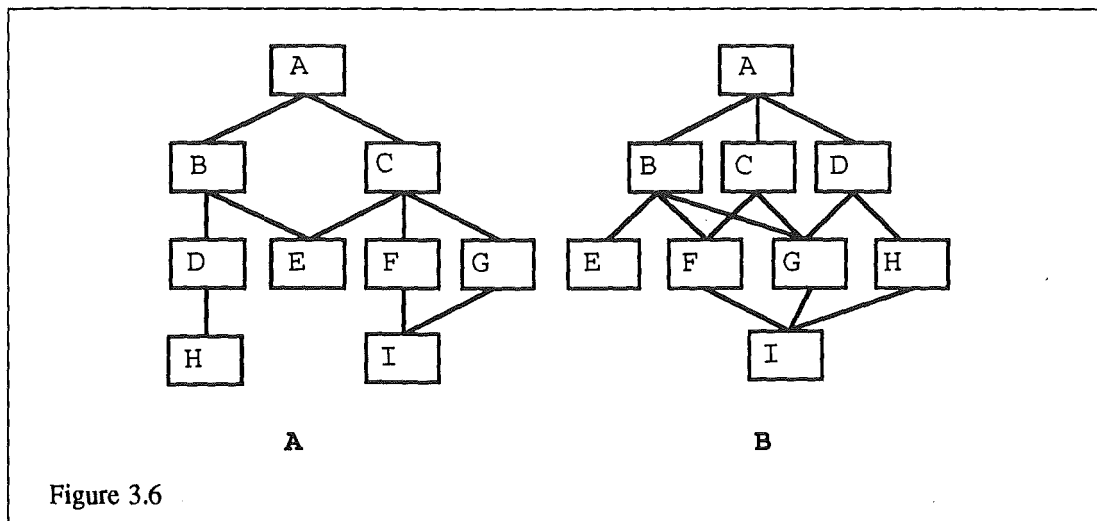 A A
B C B C D
D E F G E F G H
H I I
A B
Figure 3.6